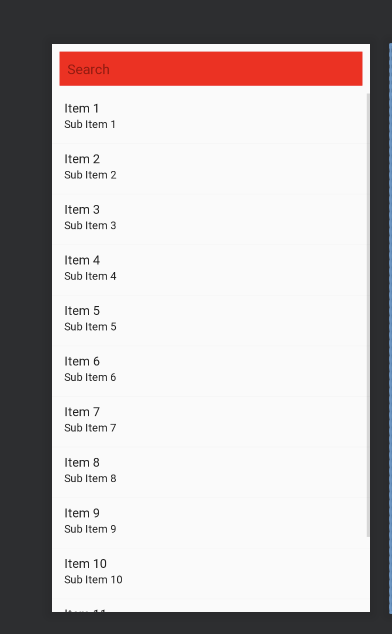 Search
Item 1
Sub Item 1
Item 2
Sub Item 2
Item 3
Sub Item 3
Item 4
Sub Item 4
Item 5
Sub Item 5
Item 6
Sub Item 6
Item 7
Sub Item 7
Item 8
Sub Item 8
Item 9
Sub Item 9
Item 10
Sub Item 10